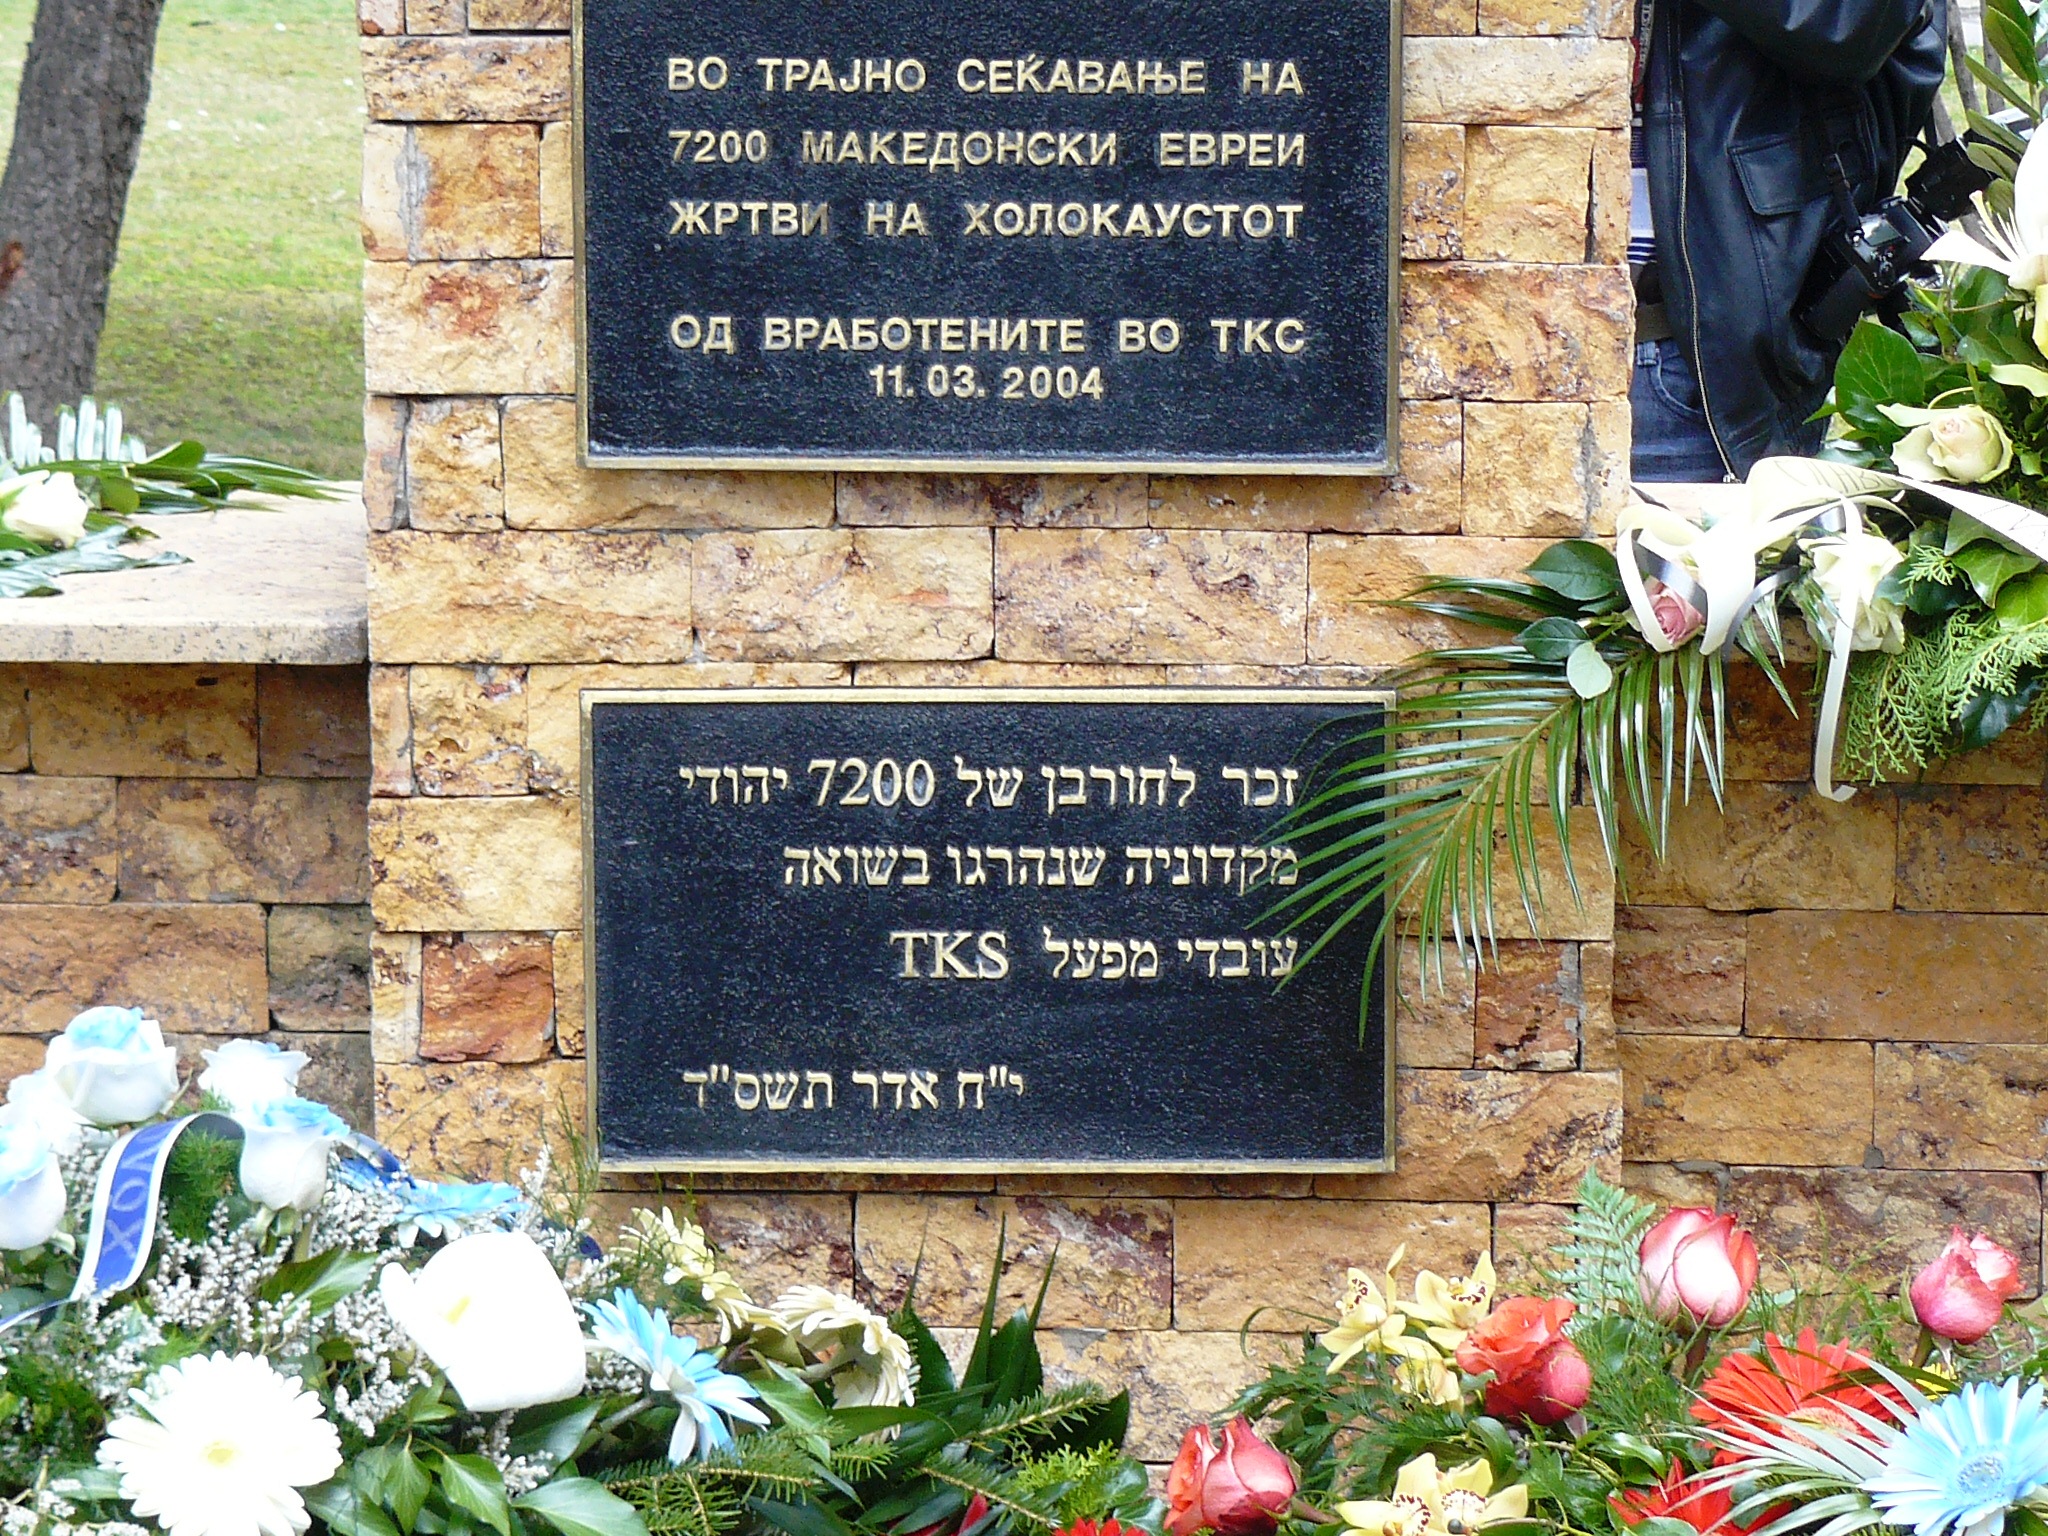 ВО ТРАЈНО СЕЌАВАЊЕ НА
7200 МАКЕДОНСКИ ЕВРЕИ
ЖРТВИ НА ХОЛОКАУСТОТ
ОД ВРАБОТЕНИТЕ ВО ТКС
11.03.2004
זכר לחורבן של 7200 יהודי
מקדוניה שנהרגו בשואה
עובדי מפעל TKS
י"ח אדר תשס"ד